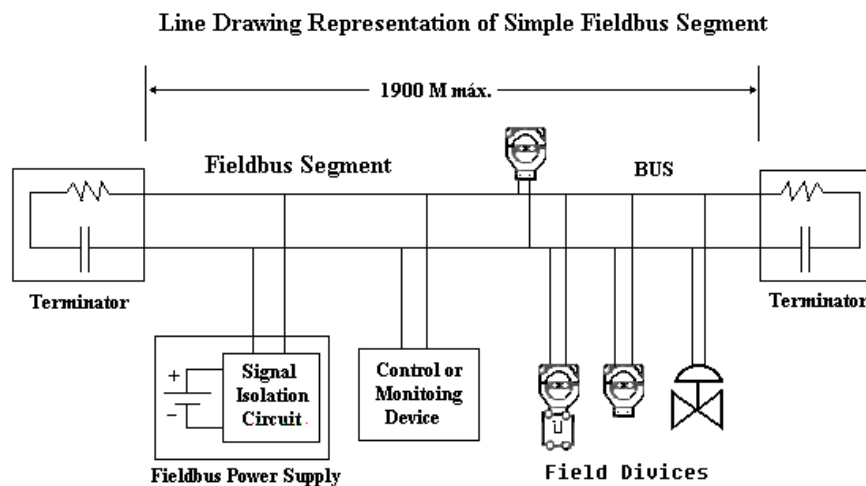 Line Drawing Representation of Simple Fieldbus Segment
1900 M máx.
Fieldbus Segment
BUS
Terminator
Terminator
+
−
Signal
Isolation
Circuit
Control or
Monitoing
Device
U
Fieldbus Power Supply
Field Divices